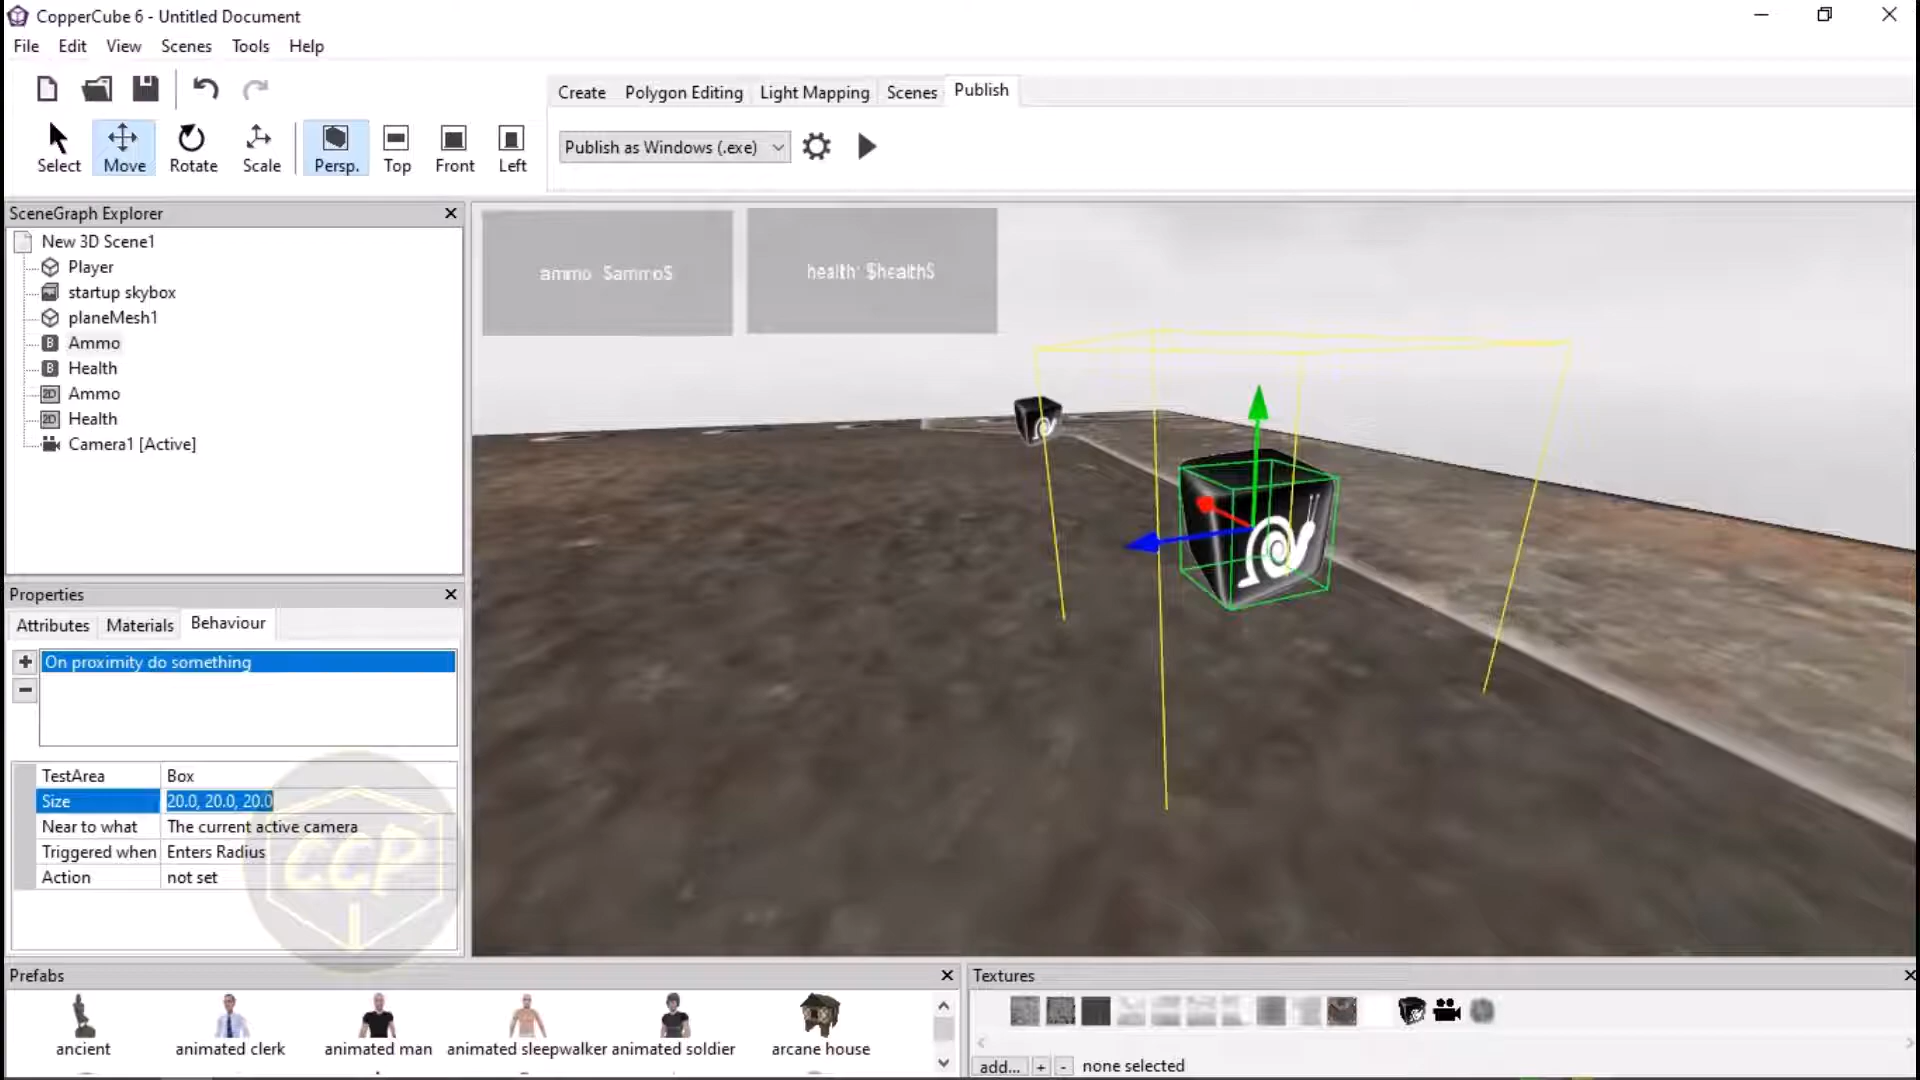 CopperCube 6 - Untitled Document
File Edit View Scenes Tools Help
Create Polygon Editing Light Mapping Scenes Publish
Select Move Rotate Scale Persp. Top Front Left
Publish as Windows (.exe)
SceneGraph Explorer
New 3D Scene1
Player
startup skybox
planeMesh1
B Ammo
B Health
2D Ammo
2D Health
Camera1 [Active]
ammo $ammo$
health: $health$
Properties
Attributes Materials Behaviour
On proximity do something
TestArea Box
Size 20.0, 20.0, 20.0
Near to what The current active camera
Triggered when Enters Radius
Action not set
CCP
Prefabs
ancient animated clerk animated man animated sleepwalker animated soldier arcane house
Textures
add... + - none selected